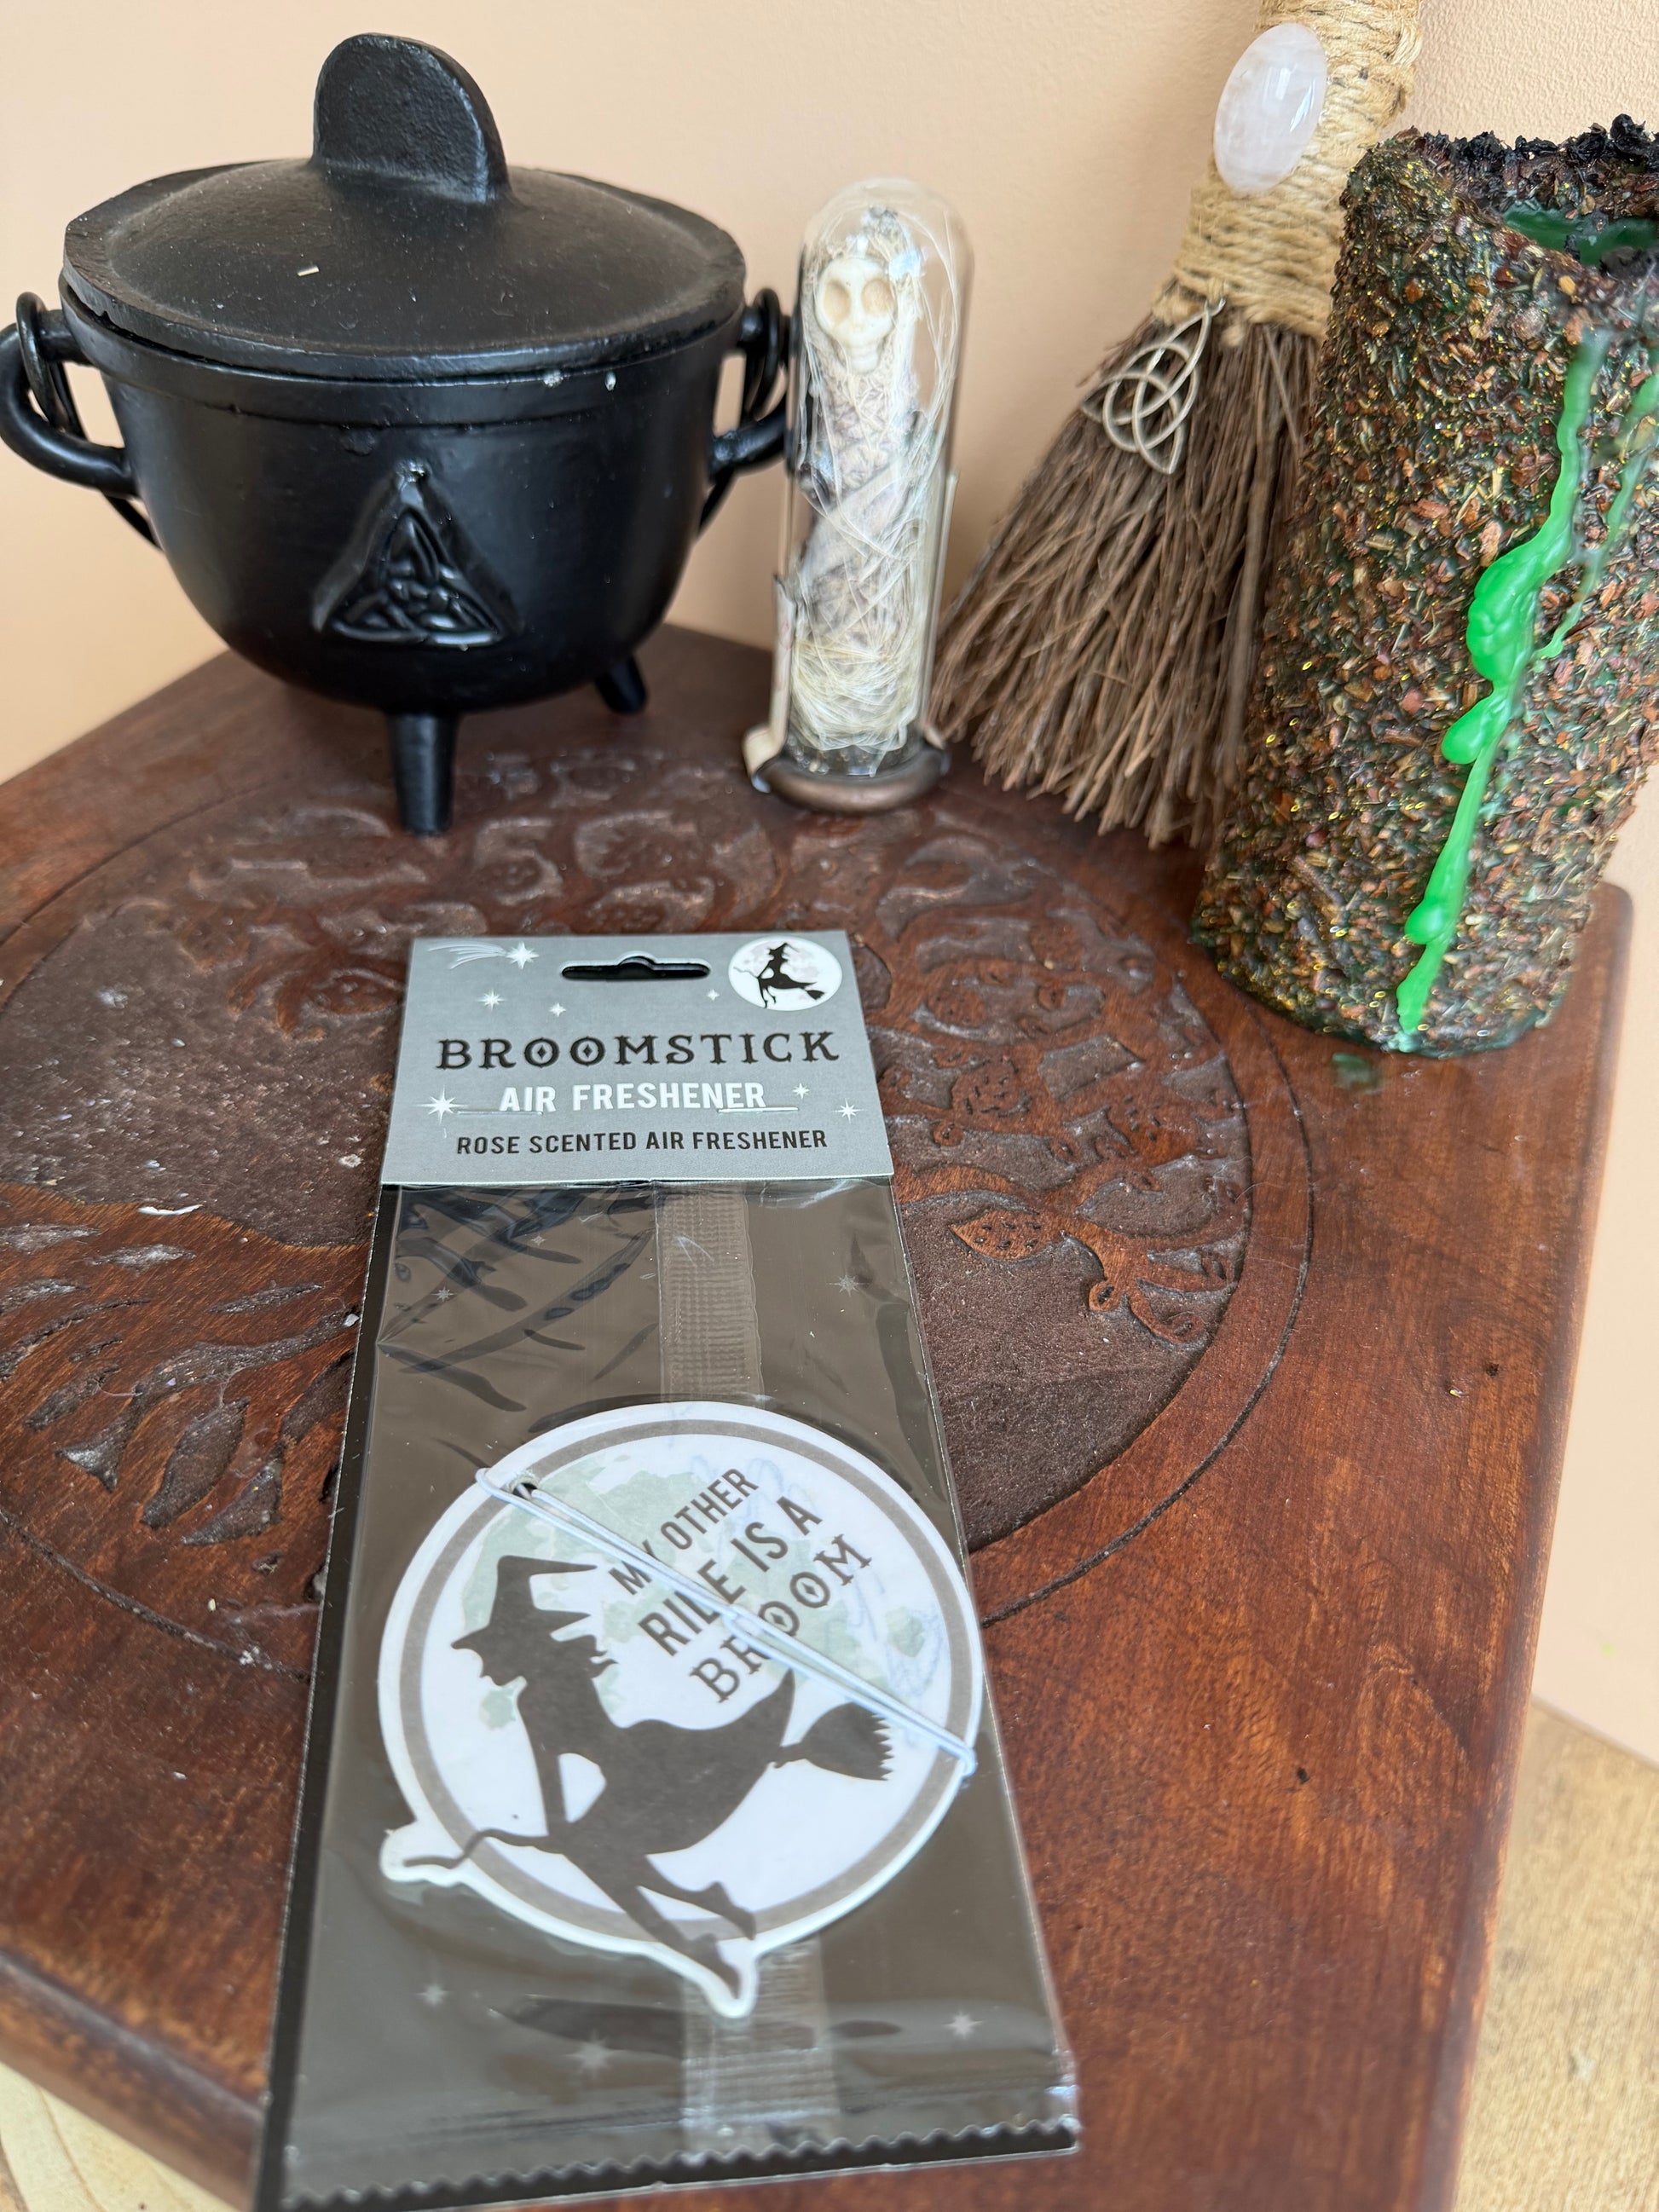 BROOMSTICK
AIR FRESHENER
ROSE SCENTED AIR FRESHENER
MY OTHER
RIDE IS A
BROOM